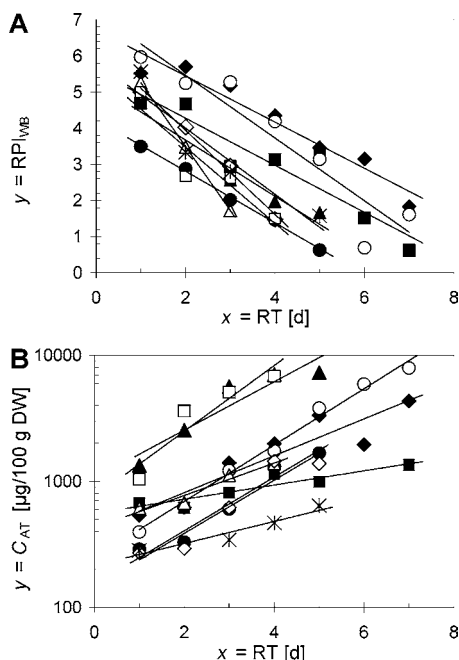 A
7
6
5
4
3
2
1
0
y = RPI_WB
0 2 4 6 8
x = RT [d]
B
10000
1000
100
y = C_AT [µg/100 g DW]
0 2 4 6 8
x = RT [d]